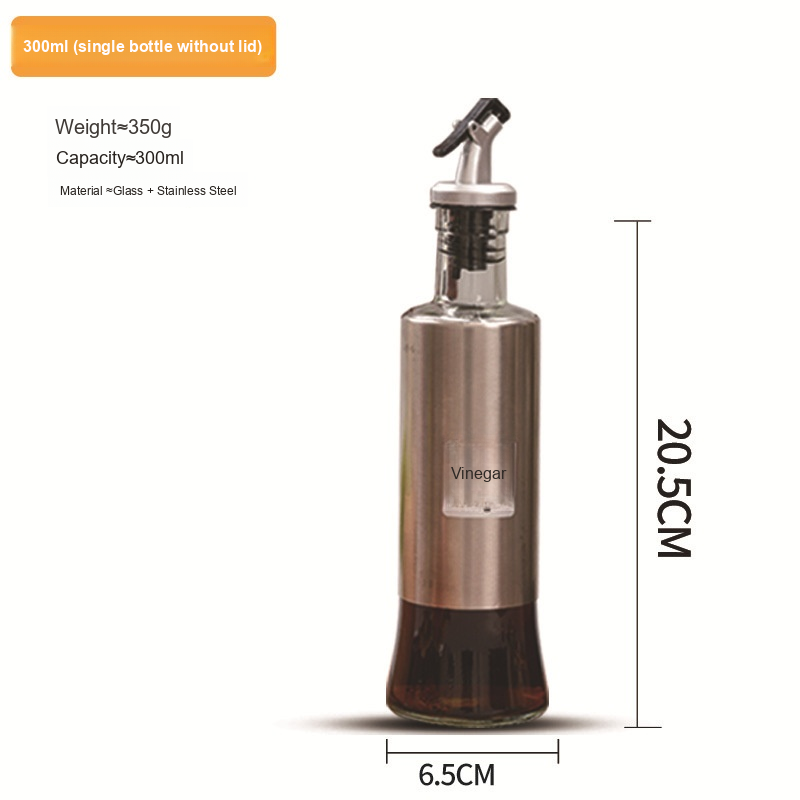 300ml (single bottle without lid)
Weight≈350g
Capacity≈300ml
Material ≈Glass + Stainless Steel
Vinegar
20.5CM
6.5CM